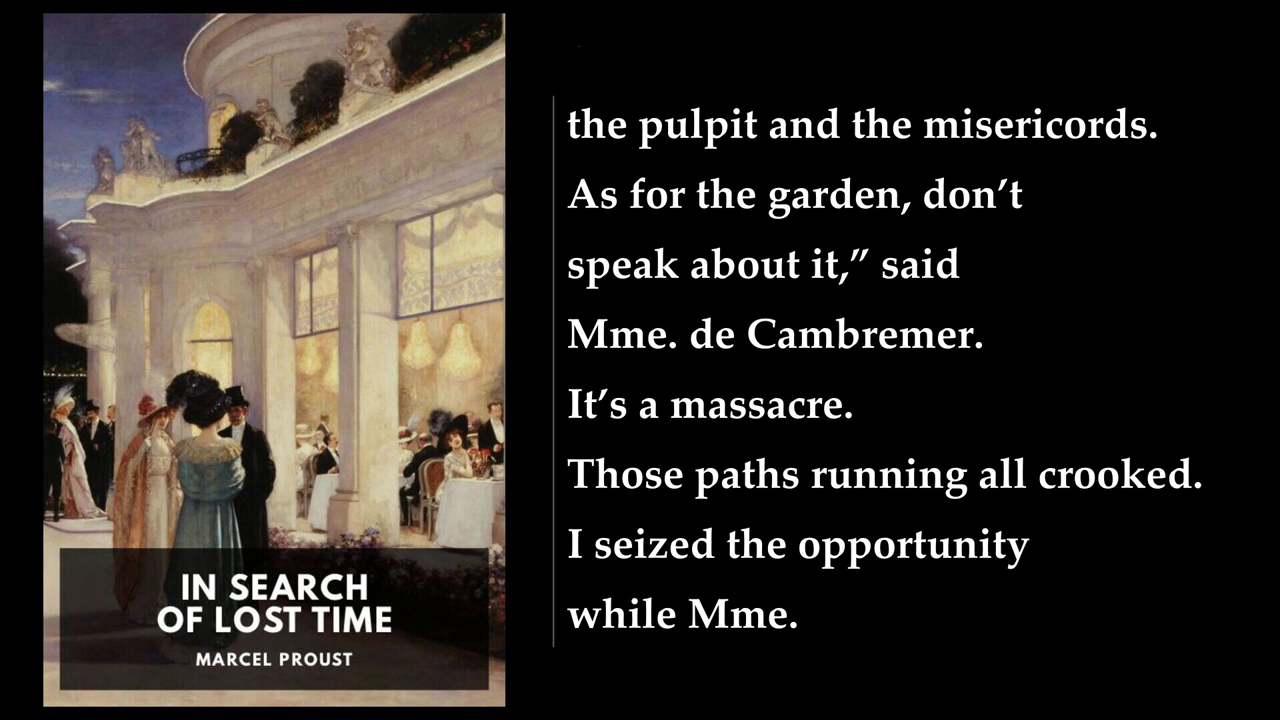 IN SEARCH
OF LOST TIME
MARCEL PROUST
the pulpit and the misericords.
As for the garden, don’t
speak about it,” said
Mme. de Cambremer.
It’s a massacre.
Those paths running all crooked.
I seized the opportunity
while Mme.